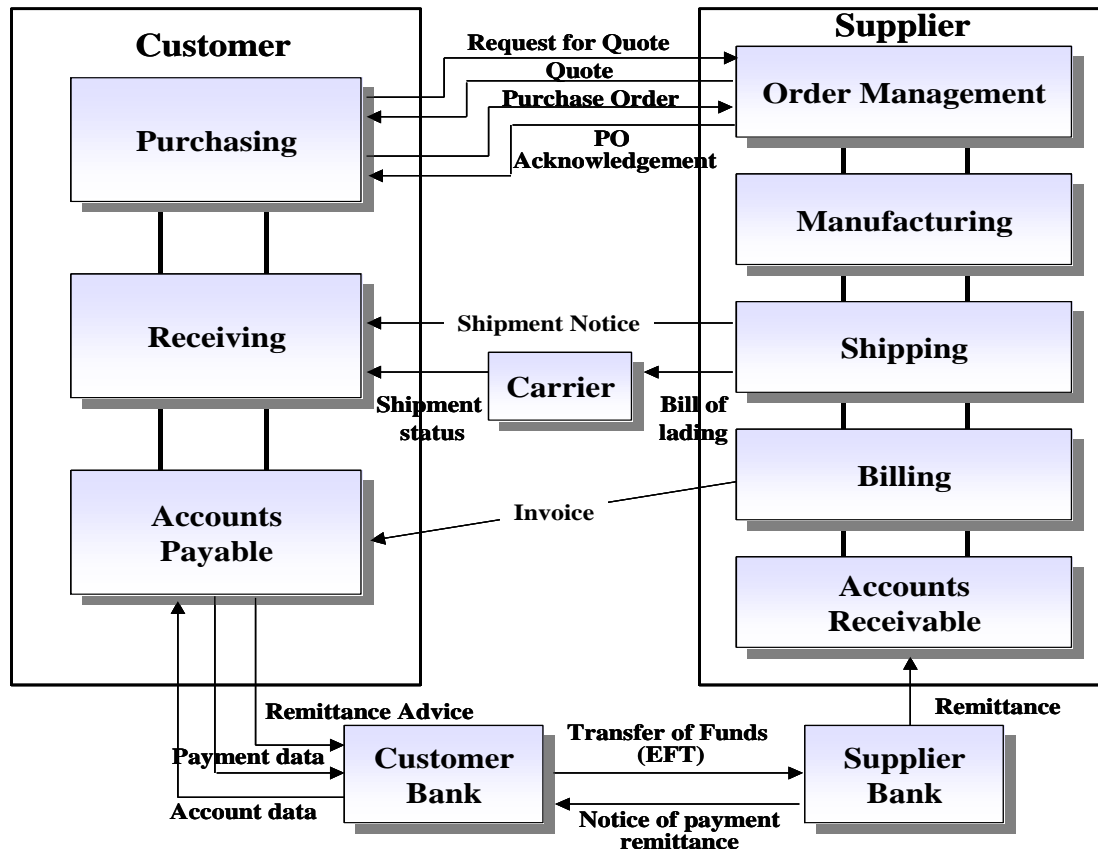 Customer
Supplier
Request for Quote
Quote
Purchase Order
PO
Acknowledgement
Purchasing
Order Management
Manufacturing
Receiving
Shipment Notice
Shipping
Carrier
Shipment
status
Bill of
lading
Billing
Accounts
Payable
Invoice
Accounts
Receivable
Remittance Advice
Payment data
Account data
Customer
Bank
Transfer of Funds
(EFT)
Notice of payment
remittance
Supplier
Bank
Remittance